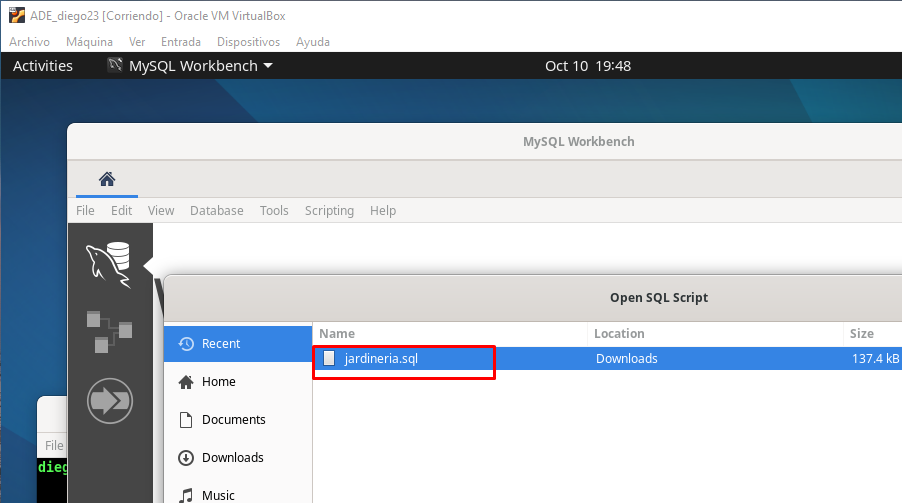 ADE_diego23 [Corriendo] - Oracle VM VirtualBox
Archivo Máquina Ver Entrada Dispositivos Ayuda
Activities MySQL Workbench Oct 10 19:48
MySQL Workbench
File Edit View Database Tools Scripting Help
Open SQL Script
Name Location Size
Recent
jardineria.sql Downloads 137.4 kB
Home
Documents
Downloads
Music
File
dieg